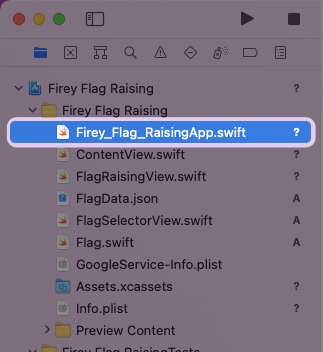 Firey Flag Raising ?
Firey Flag Raising
Firey_Flag_RaisingApp.swift ?
ContentView.swift ?
FlagRaisingView.swift ?
FlagData.json A
FlagSelectorView.swift A
Flag.swift A
GoogleService-Info.plist
Assets.xcassets ?
Info.plist ?
Preview Content
Firey Flag RaisingTests